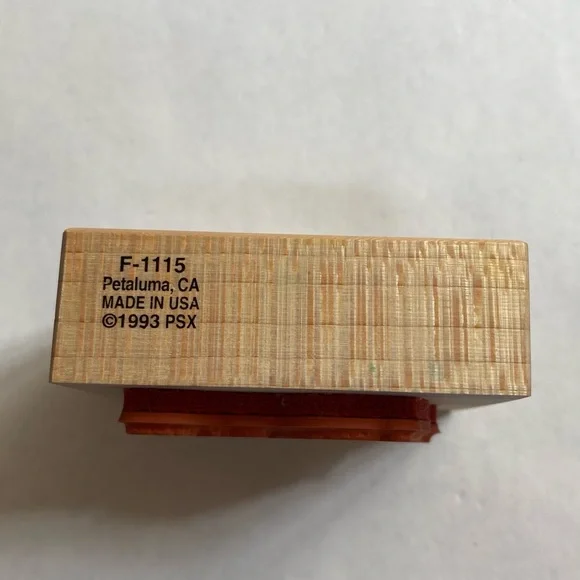 F-1115
Petaluma, CA
MADE IN USA
©1993 PSX